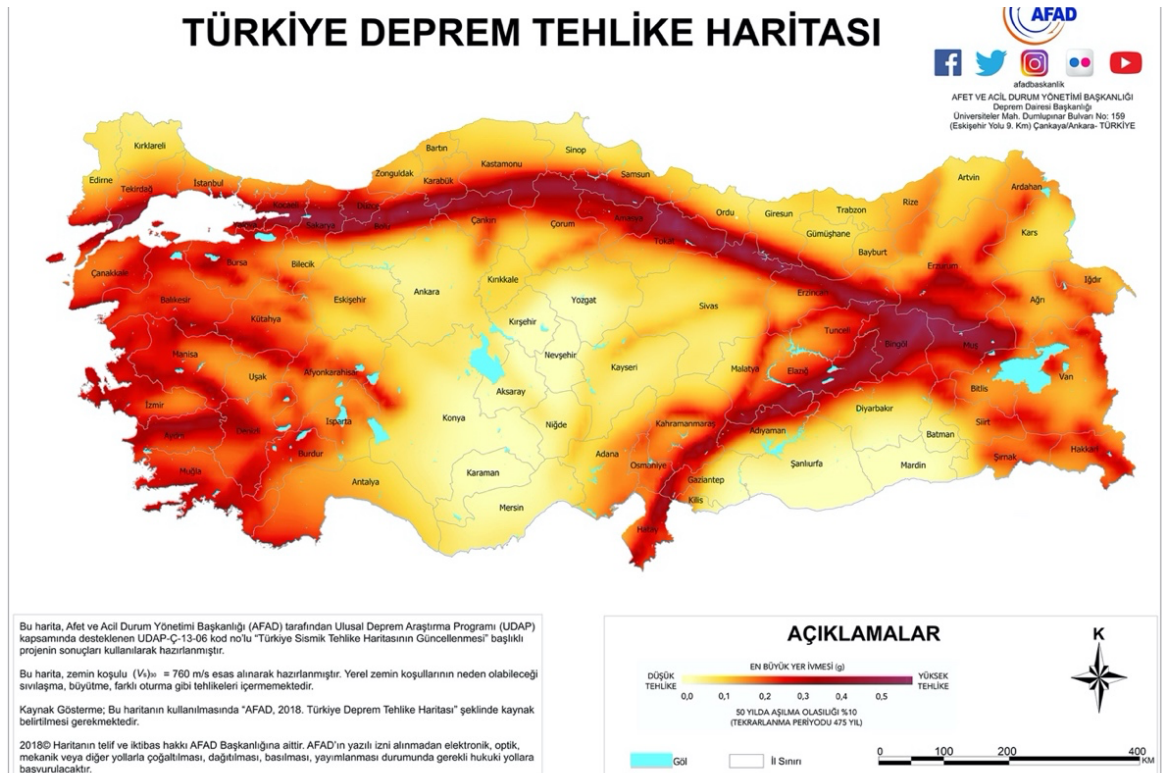 TÜRKİYE DEPREM TEHLİKE HARİTASI
AFAD
afadbaskanlik
AFET VE ACİL DURUM YÖNETİMİ BAŞKANLIĞI
Deprem Dairesi Başkanlığı
Üniversiteler Mah. Dumlupınar Bulvarı No: 159
(Eskişehir Yolu 9. Km) Çankaya/Ankara- TÜRKİYE
Kırklareli
Edirne
Tekirdağ
İstanbul
Kocaeli
Sakarya
Düzce
Bolu
Zonguldak
Bartın
Karabük
Kastamonu
Sinop
Samsun
Çankırı
Çorum
Amasya
Tokat
Ordu
Giresun
Trabzon
Rize
Artvin
Ardahan
Gümüşhane
Bayburt
Kars
Erzurum
Erzincan
Iğdır
Ağrı
Çanakkale
Bursa
Bilecik
Balıkesir
Eskişehir
Kütahya
Ankara
Kırıkkale
Yozgat
Kırşehir
Sivas
Nevşehir
Kayseri
Malatya
Elazığ
Tunceli
Bingöl
Muş
Bitlis
Van
Manisa
Uşak
Afyonkarahisar
İzmir
Aydın
Denizli
Isparta
Burdur
Muğla
Antalya
Konya
Aksaray
Niğde
Karaman
Mersin
Adana
Osmaniye
Kahramanmaraş
Adıyaman
Gaziantep
Kilis
Hatay
Şanlıurfa
Diyarbakır
Batman
Mardin
Siirt
Şırnak
Hakkari
Bu harita, Afet ve Acil Durum Yönetimi Başkanlığı (AFAD) tarafından Ulusal Deprem Araştırma Programı (UDAP)
kapsamında desteklenen UDAP-Ç-13-06 kod no'lu “Türkiye Sismik Tehlike Haritasının Güncellenmesi” başlıklı
projenin sonuçları kullanılarak hazırlanmıştır.
Bu harita, zemin koşulu (Vₛ)₃₀ = 760 m/s esas alınarak hazırlanmıştır. Yerel zemin koşullarının neden olabileceği
sıvılaşma, büyütme, farklı oturma gibi tehlikeleri içermemektedir.
Kaynak Gösterme; Bu haritanın kullanılmasında “AFAD, 2018. Türkiye Deprem Tehlike Haritası” şeklinde kaynak
belirtilmesi gerekmektedir.
2018© Haritanın telif ve iktibas hakkı AFAD Başkanlığına aittir. AFAD'ın yazılı izni alınmadan elektronik, optik,
mekanik veya diğer yollarla çoğaltılması, dağıtılması, basılması, yayımlanması durumunda gerekli hukuki yollara
başvurulacaktır.
AÇIKLAMALAR
EN BÜYÜK YER İVMESİ (g)
DÜŞÜK TEHLİKE
YÜKSEK TEHLİKE
0,0 0,1 0,2 0,3 0,4 0,5
50 YILDA AŞILMA OLASILIĞI %10
(TEKRARLANMA PERİYODU 475 YIL)
Göl
İl Sınırı
K
0 100 200 400
KM